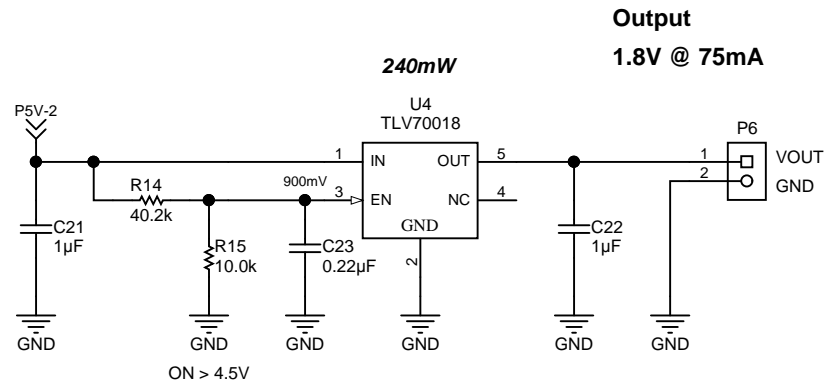 Output
1.8V @ 75mA
240mW
U4
TLV70018
P5V-2
P6
1
IN
OUT
5
1
VOUT
2
GND
R14
40.2k
900mV
3
EN
NC
4
GND
C21
1µF
R15
10.0k
C23
0.22µF
2
C22
1µF
GND
GND
GND
GND
GND
GND
ON > 4.5V